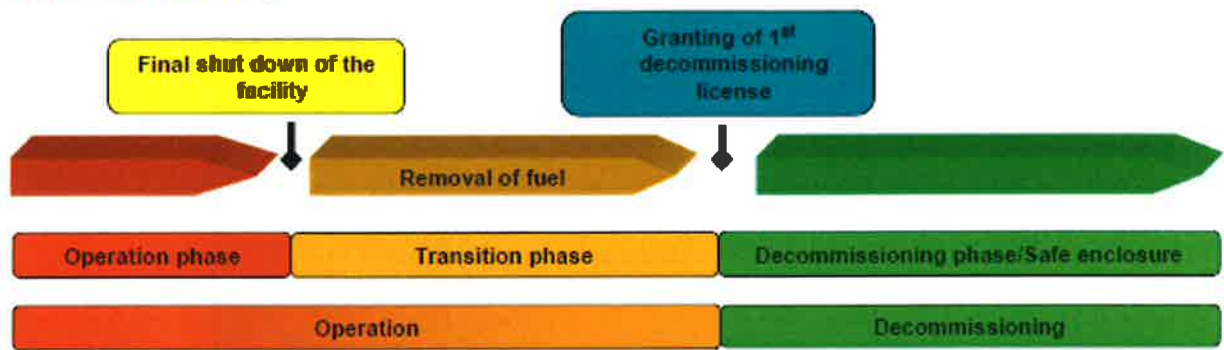 Final shut down of the
facility
Granting of 1st
decommissioning
license
Removal of fuel
Operation phase
Transition phase
Decommissioning phase/Safe enclosure
Operation
Decommissioning